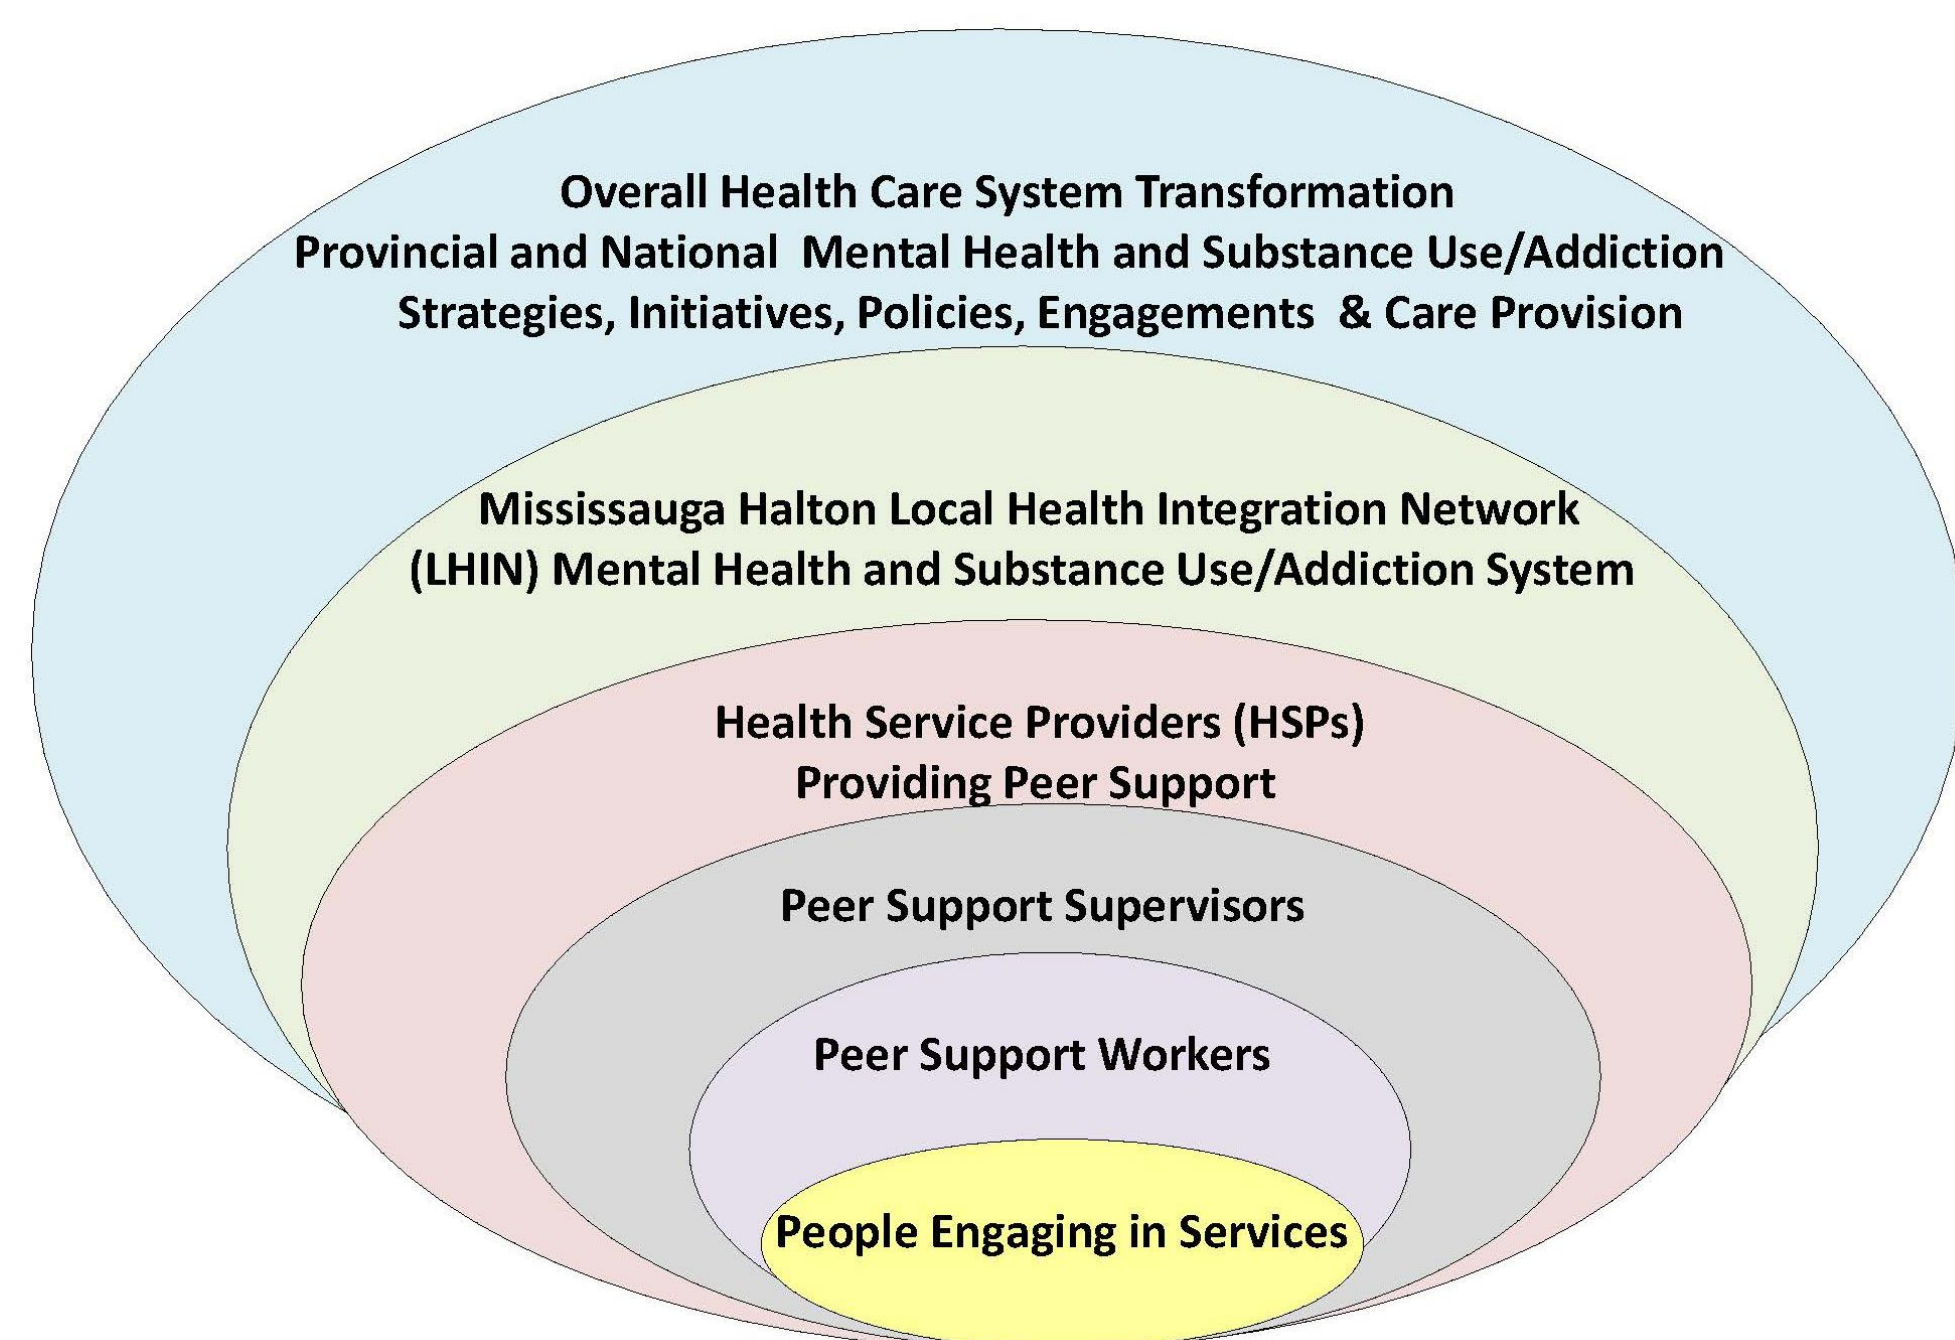 Overall Health Care System Transformation
Provincial and National  Mental Health and Substance Use/Addiction
Strategies, Initiatives, Policies, Engagements  & Care Provision
Mississauga Halton Local Health Integration Network
(LHIN) Mental Health and Substance Use/Addiction System
Health Service Providers (HSPs)
Providing Peer Support
Peer Support Supervisors
Peer Support Workers
People Engaging in Services